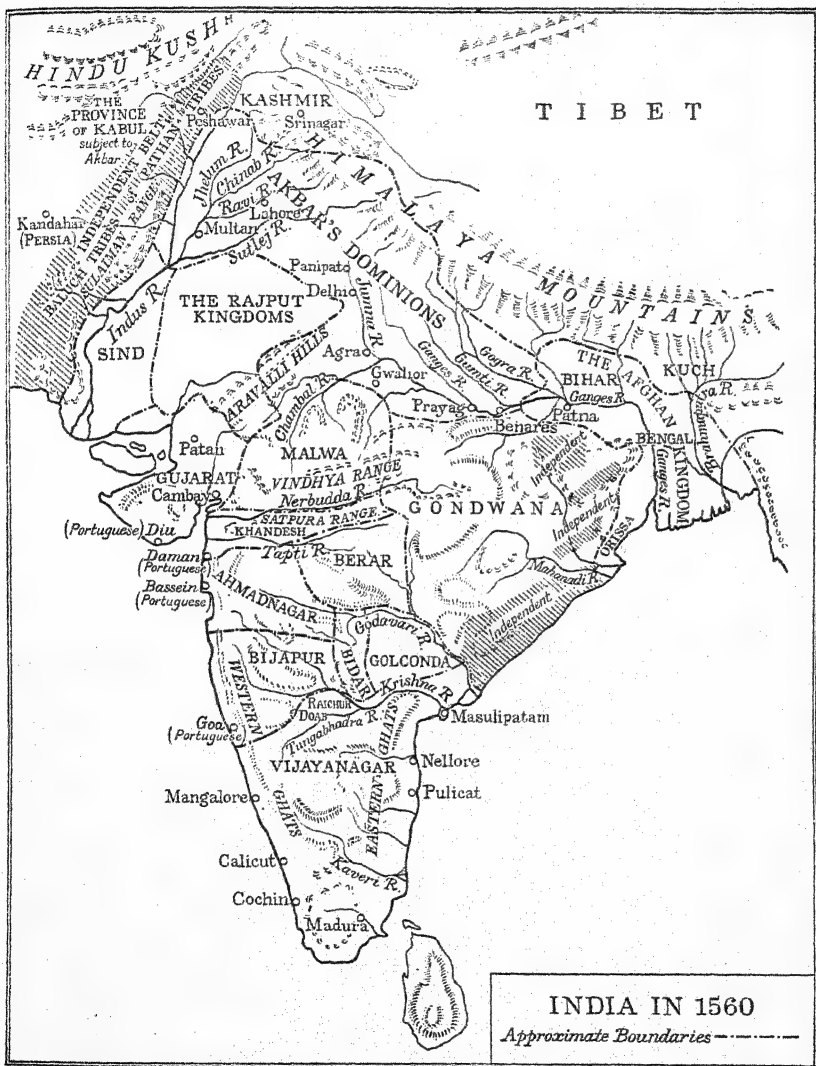 HINDU KUSH
H
TIBET
THE
PROVINCE
OF KABUL
subject to
Akbar
KASHMIR
Peshawar
Srinagar
INDEPENDENT BELT
of PATHAN TRIBES
BALUCH TRIBES
SULAIMAN RANGE
Jhelum R.
Chinab R.
Ravi R.
Lahore
Kandahar
(PERSIA)
Multan
Sutlej R.
HIMALAYA MOUNTAINS
AKBAR'S DOMINIONS
Panipat
Delhi
THE RAJPUT
KINGDOMS
Indus R.
SIND
Jumna R.
Agra
ARAVALLI HILLS
Chambal R.
Gwalior
Ganges R.
Gumti R.
Gogra R.
THE AFGHAN
KINGDOM
BIHAR
KUCH
Ganges R
Brahmaputra R.
Prayag
Benares
Patna
Patan
MALWA
BENGAL
Ganges R.
GUJARAT
Cambay
VINDHYA RANGE
Nerbudda R.
GONDWANA
Independent
Independent
ORISSA
SATPURA RANGE
KHANDESH
(Portuguese) Diu
Tapti R.
BERAR
Daman
(Portuguese
Bassein
(Portuguese)
Mahanadi R.
Independent
AHMADNAGAR
Godavari R.
BIJAPUR
BIDAR
GOLCONDA
Krishna R.
WESTERN
GHATS
RAICHUR
DOAB
Masulipatam
Goa
(Portuguese)
Tungabhadra R.
EASTERN
GHATS
VIJAYANAGAR
Nellore
Mangalore
Pulicat
Calicut
Kaveri R.
Cochin
Madura
INDIA IN 1560
Approximate Boundaries